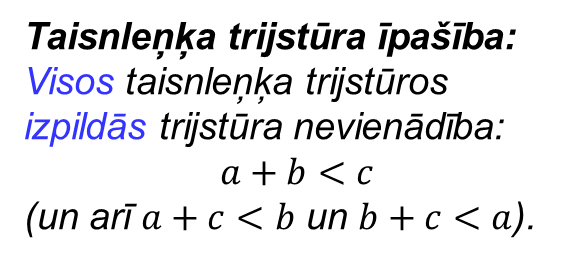 Taisnleņķa trijstūra īpašība:
Visos taisnleņķa trijstūros
izpildās trijstūra nevienādība:
a + b < c
(un arī a + c < b un b + c < a).